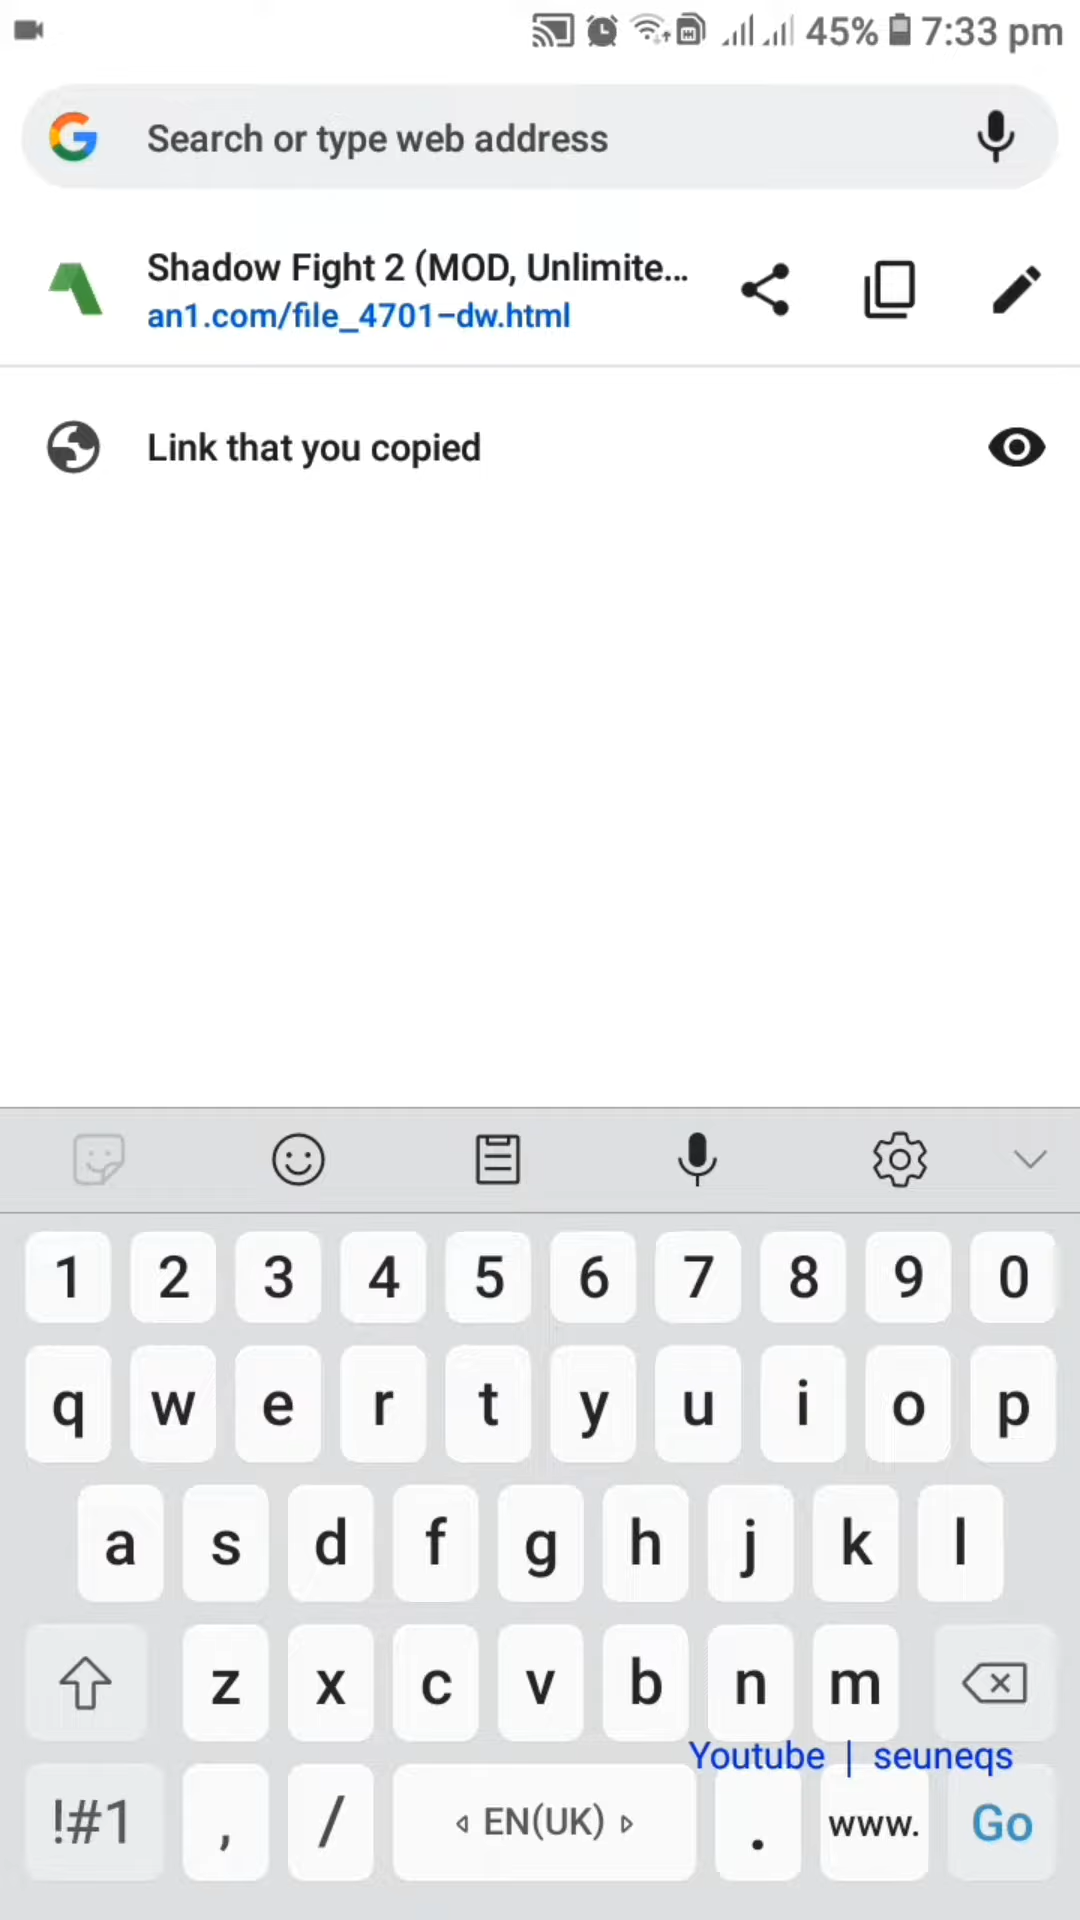 45% 7:33 pm
Search or type web address
Shadow Fight 2 (MOD, Unlimite...
an1.com/file_4701-dw.html
Link that you copied
1 2 3 4 5 6 7 8 9 0
q w e r t y u i o p
a s d f g h j k l
z x c v b n m
Youtube | seuneqs
!#1 , / EN(UK) . www. Go